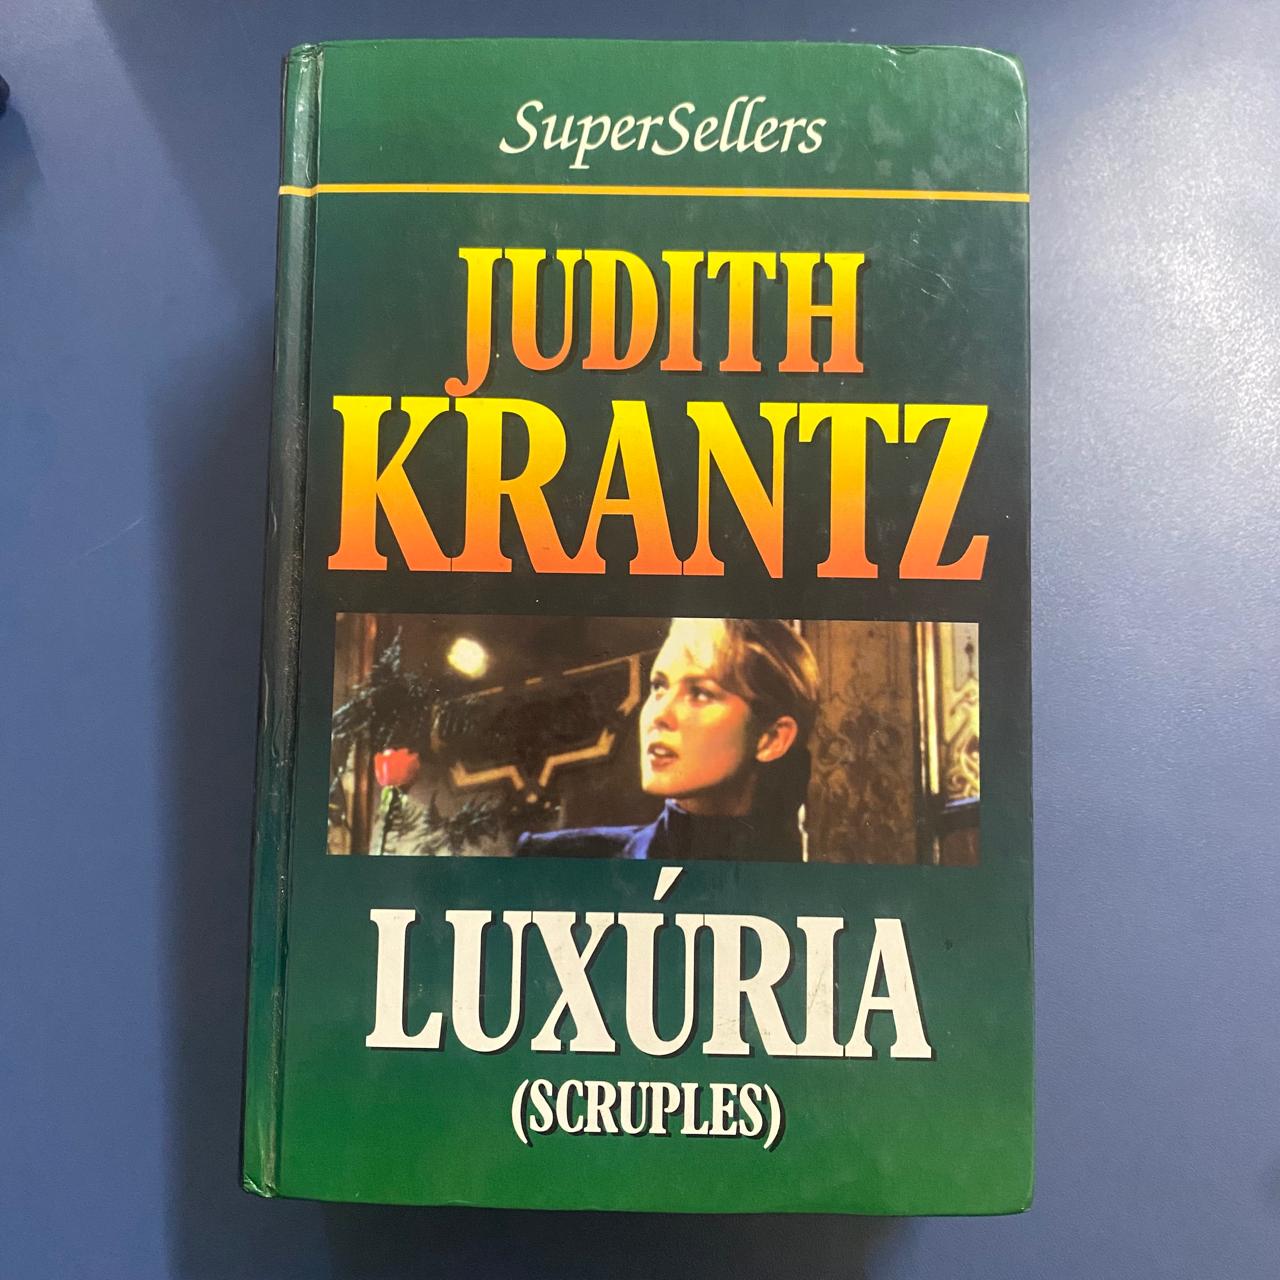 SuperSellers
JUDITH
KRANTZ
LUXÚRIA
(SCRUPLES)